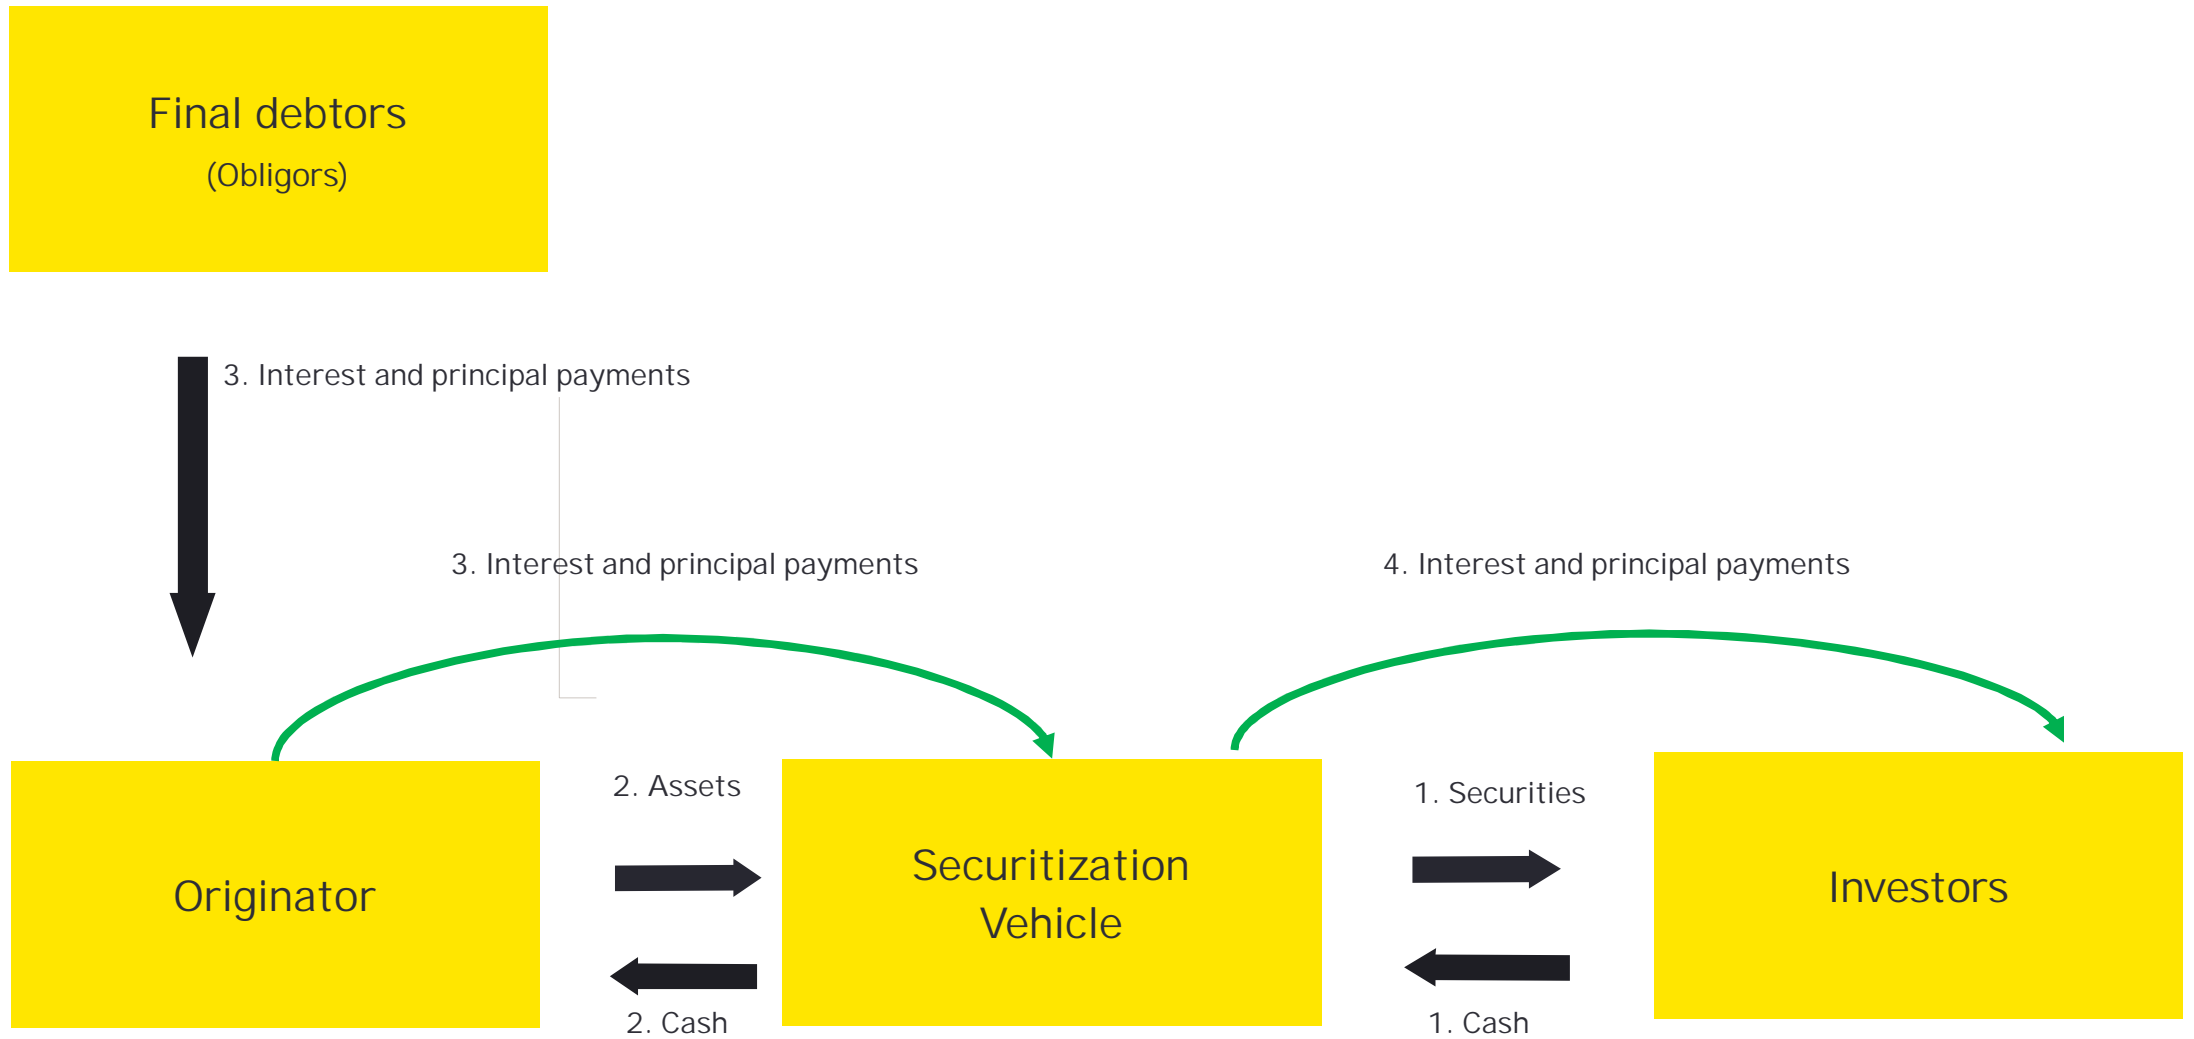 Final debtors
(Obligors)
3. Interest and principal payments
3. Interest and principal payments
4. Interest and principal payments
2. Assets
1. Securities
Originator
Securitization
Vehicle
Investors
2. Cash
1. Cash